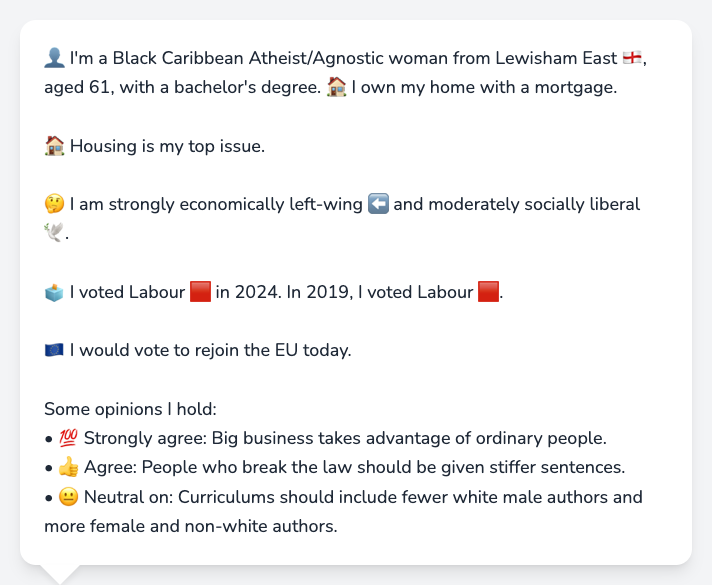 👤 I'm a Black Caribbean Atheist/Agnostic woman from Lewisham East 🏴󠁧󠁢󠁥󠁮󠁧󠁿,
aged 61, with a bachelor's degree. 🏠 I own my home with a mortgage.
🏠 Housing is my top issue.
🤔 I am strongly economically left-wing ⬅️ and moderately socially liberal
🕊️.
🗳️ I voted Labour 🟥 in 2024. In 2019, I voted Labour 🟥.
🇪🇺 I would vote to rejoin the EU today.
Some opinions I hold:
• 💯 Strongly agree: Big business takes advantage of ordinary people.
• 👍 Agree: People who break the law should be given stiffer sentences.
• 😐 Neutral on: Curriculums should include fewer white male authors and
more female and non-white authors.